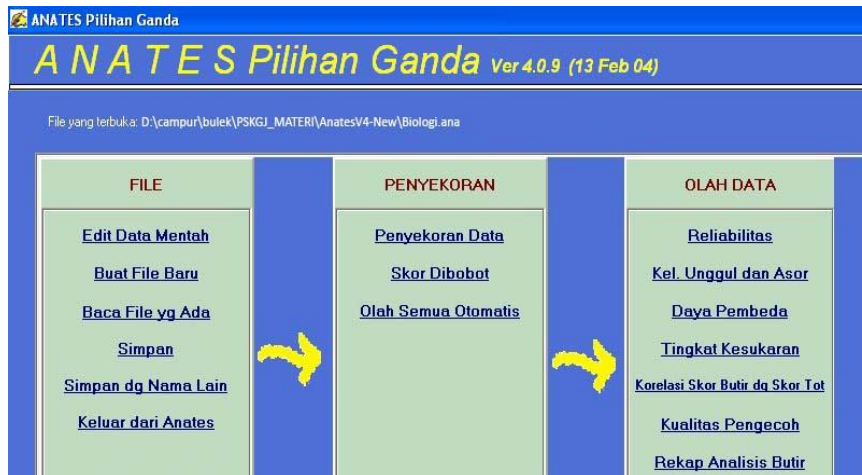 ANATES Pilihan Ganda
A N A T E S Pilihan Ganda Ver 4.0.9 (13 Feb 04)
File yang terbuka: D:\campur\bulek\PSKGJ_MATERI\AnatesV4-New\Biologi.ana
FILE
Edit Data Mentah
Buat File Baru
Baca File yg Ada
Simpan
Simpan dg Nama Lain
Keluar dari Anates
PENYEKORAN
Penyekoran Data
Skor Dibobot
Olah Semua Otomatis
OLAH DATA
Reliabilitas
Kel. Unggul dan Asor
Daya Pembeda
Tingkat Kesukaran
Korelasi Skor Butir dg Skor Tot
Kualitas Pengecoh
Rekap Analisis Butir